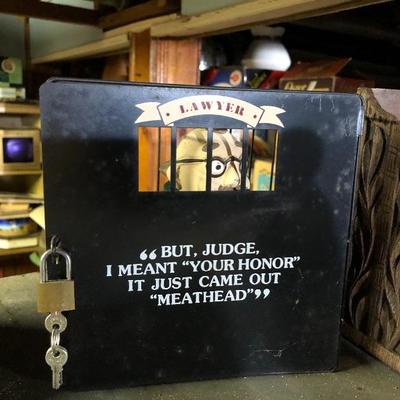 LAWYER
“BUT, JUDGE,
I MEANT “YOUR HONOR”
IT JUST CAME OUT
“MEATHEAD””